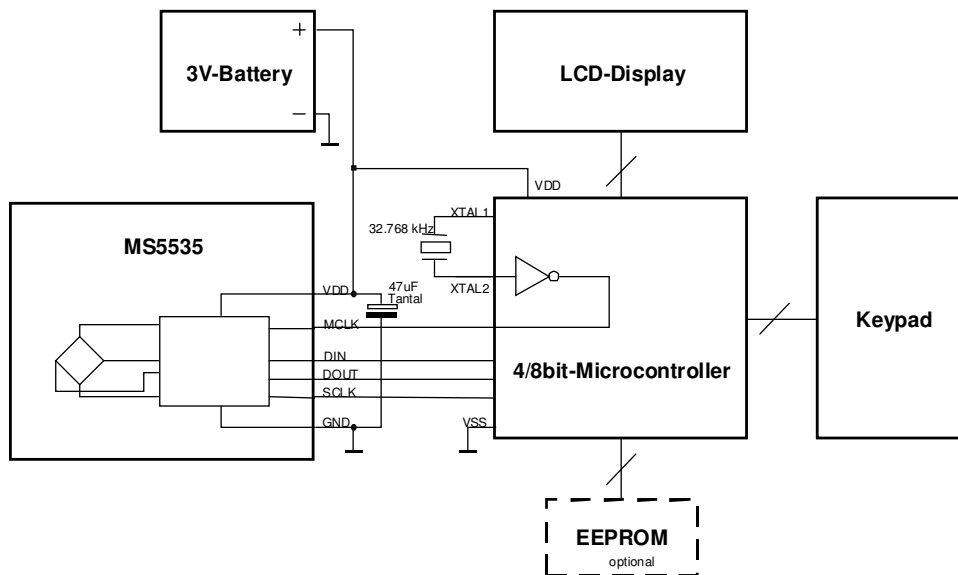 +
3V-Battery
−
LCD-Display
VDD
XTAL1
32.768 kHz
MS5535
XTAL2
47uF
Tantal
VDD
MCLK
Keypad
DIN
4/8bit-Microcontroller
DOUT
SCLK
GND
VSS
EEPROM
optional